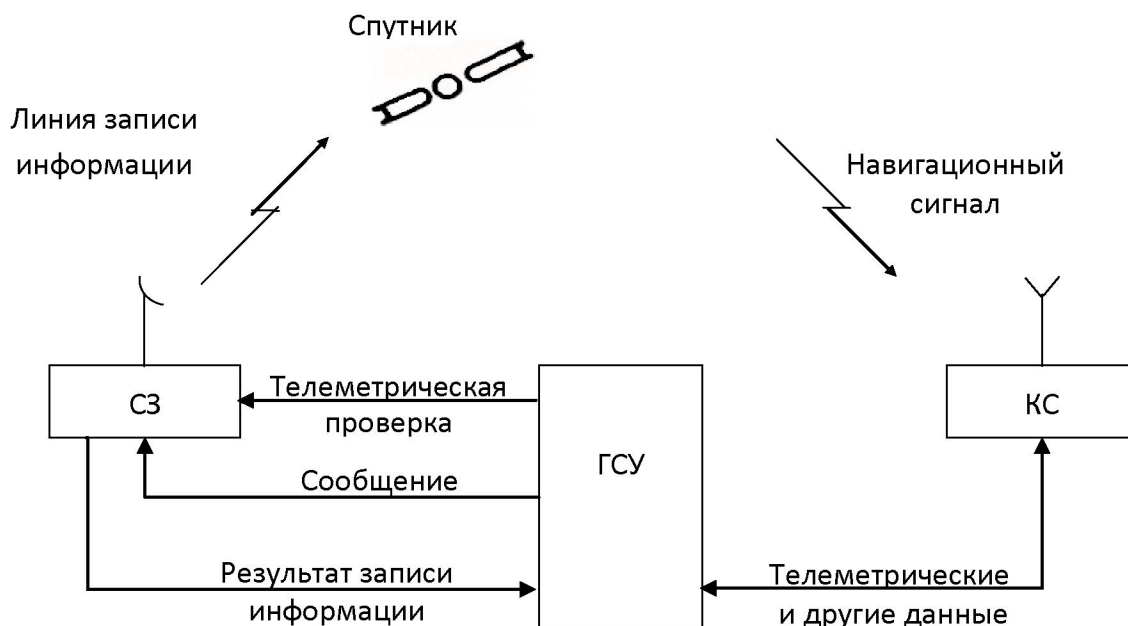 Спутник
Линия записи
информации
Навигационный
сигнал
СЗ
Телеметрическая
проверка
ГСУ
КС
Сообщение
Результат записи
информации
Телеметрические
и другие данные